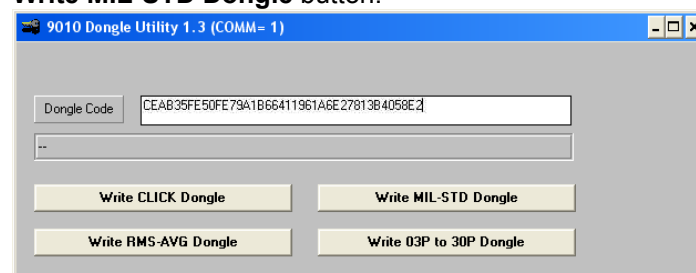 Write MIL-STD Dongle button.
9010 Dongle Utility 1.3 (COMM= 1)
Dongle Code
CEAB35FE50FE79A1B66411961A6E27813B4058E2
--
Write CLICK Dongle
Write MIL-STD Dongle
Write RMS-AVG Dongle
Write 03P to 30P Dongle